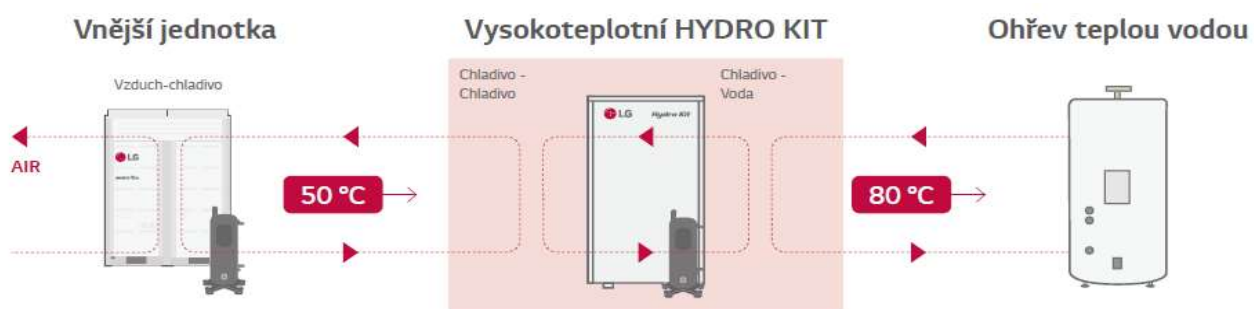 Vnější jednotka
Vysokoteplotní HYDRO KIT
Ohřev teplou vodou
Vzduch-chladivo
Chladivo -
Chladivo
Chladivo -
Voda
LG
Hydro Kit
AIR
LG
50 °C
80 °C